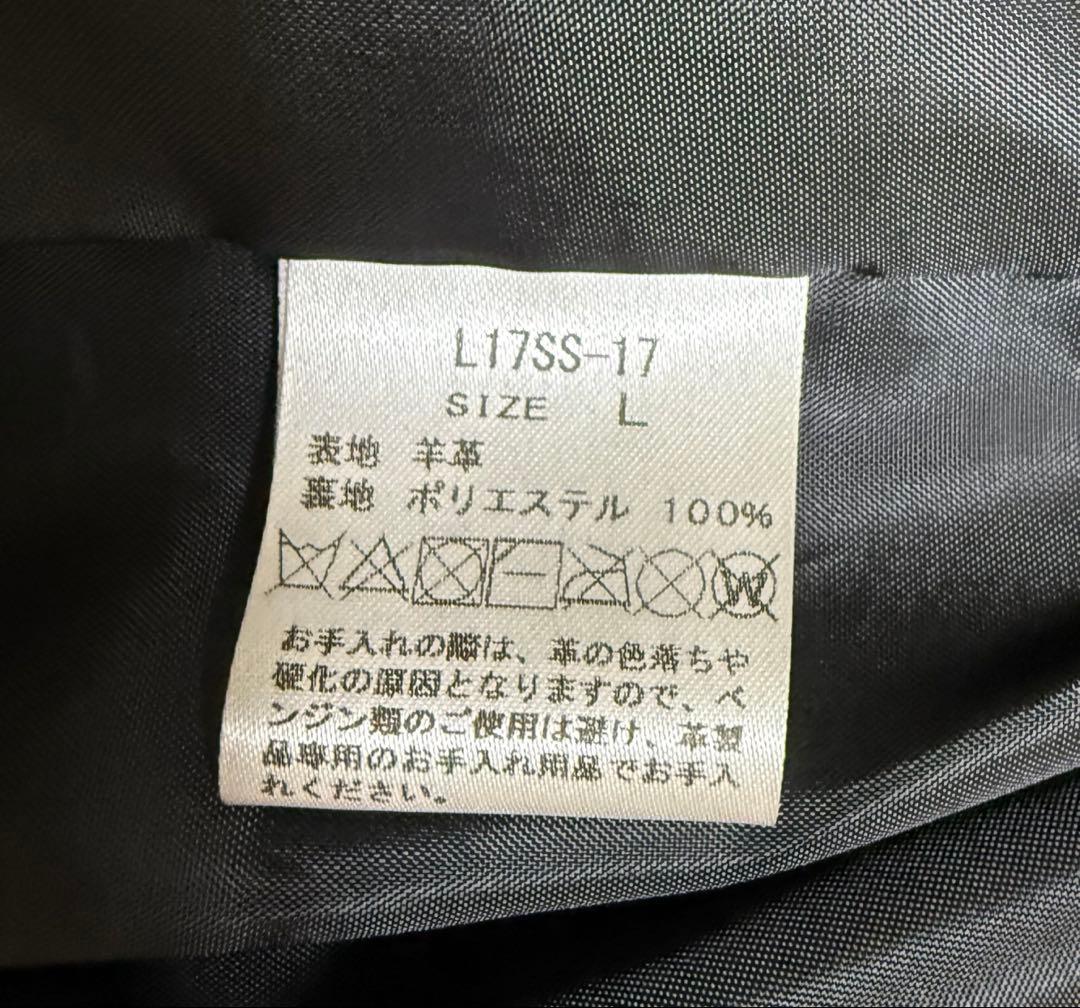 L17SS-17
SIZE L
表地 羊革
裏地 ポリエステル 100%
W
お手入れの際は、革の色落ちや
硬化の原因となりますので、ベ
ンジン類のご使用は避け、革製
品専用のお手入れ用品でお手入
れください。